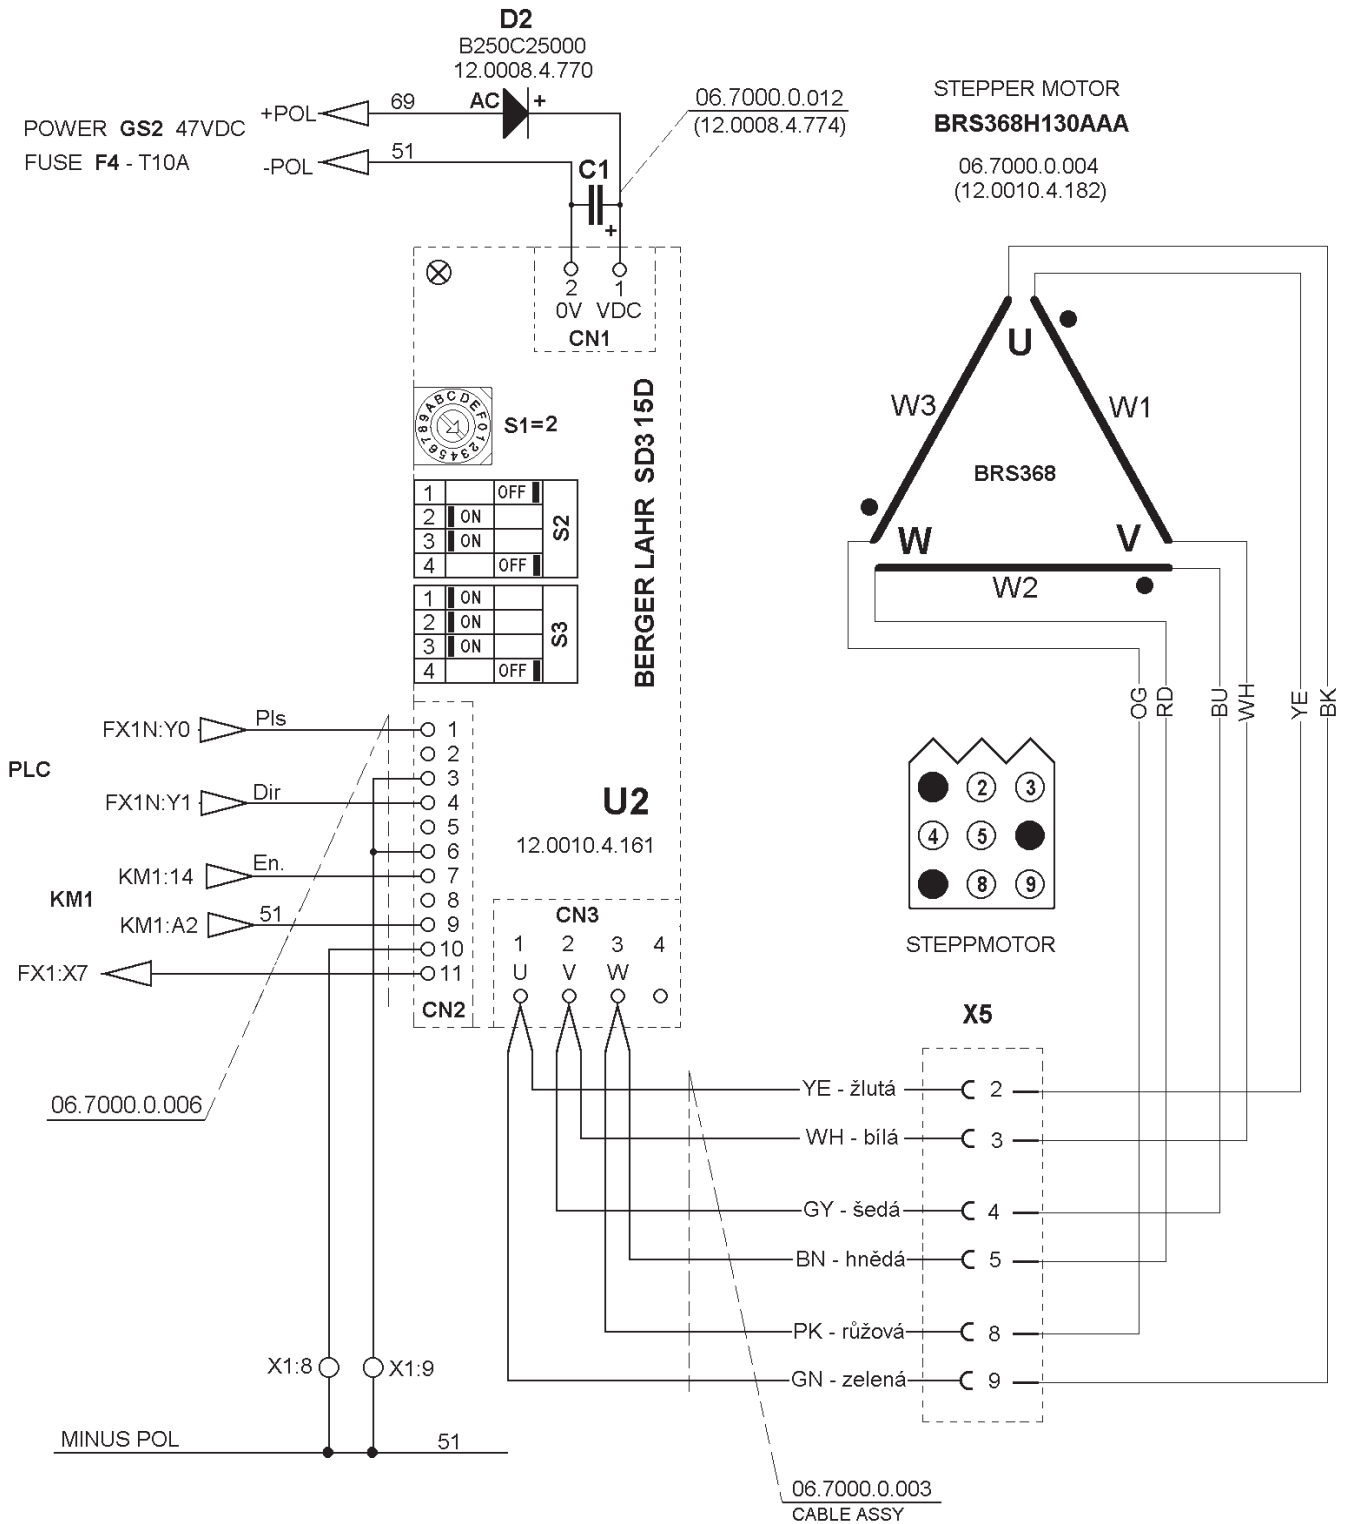 D2
B250C25000
12.0008.4.770
AC +
+POL 69
POWER GS2 47VDC
FUSE F4 - T10A
-POL 51
06.7000.0.012
(12.0008.4.774)
C1
+
STEPPER MOTOR
BRS368H130AAA
06.7000.0.004
(12.0010.4.182)
2 1
0V VDC
CN1
0123456789ABCDEF
S1=2
BERGER LAHR SD3 15D
1 OFF
2 ON
3 ON
4 OFF
S2
1 ON
2 ON
3 ON
4 OFF
S3
U
W3 W1
BRS368
W V
W2
OG RD BU WH YE BK
PLC
FX1N:Y0 Pls 1
2
3
FX1N:Y1 Dir 4
5
6
KM1
KM1:14 En. 7
8
KM1:A2 51 9
10
FX1:X7 11
CN2
U2
12.0010.4.161
CN3
1 2 3 4
U V W
2 3
4 5
8 9
STEPPMOTOR
X5
06.7000.0.006
YE - žlutá 2
WH - bílá 3
GY - šedá 4
BN - hnědá 5
PK - růžová 8
GN - zelená 9
X1:8 X1:9
MINUS POL 51
06.7000.0.003
CABLE ASSY